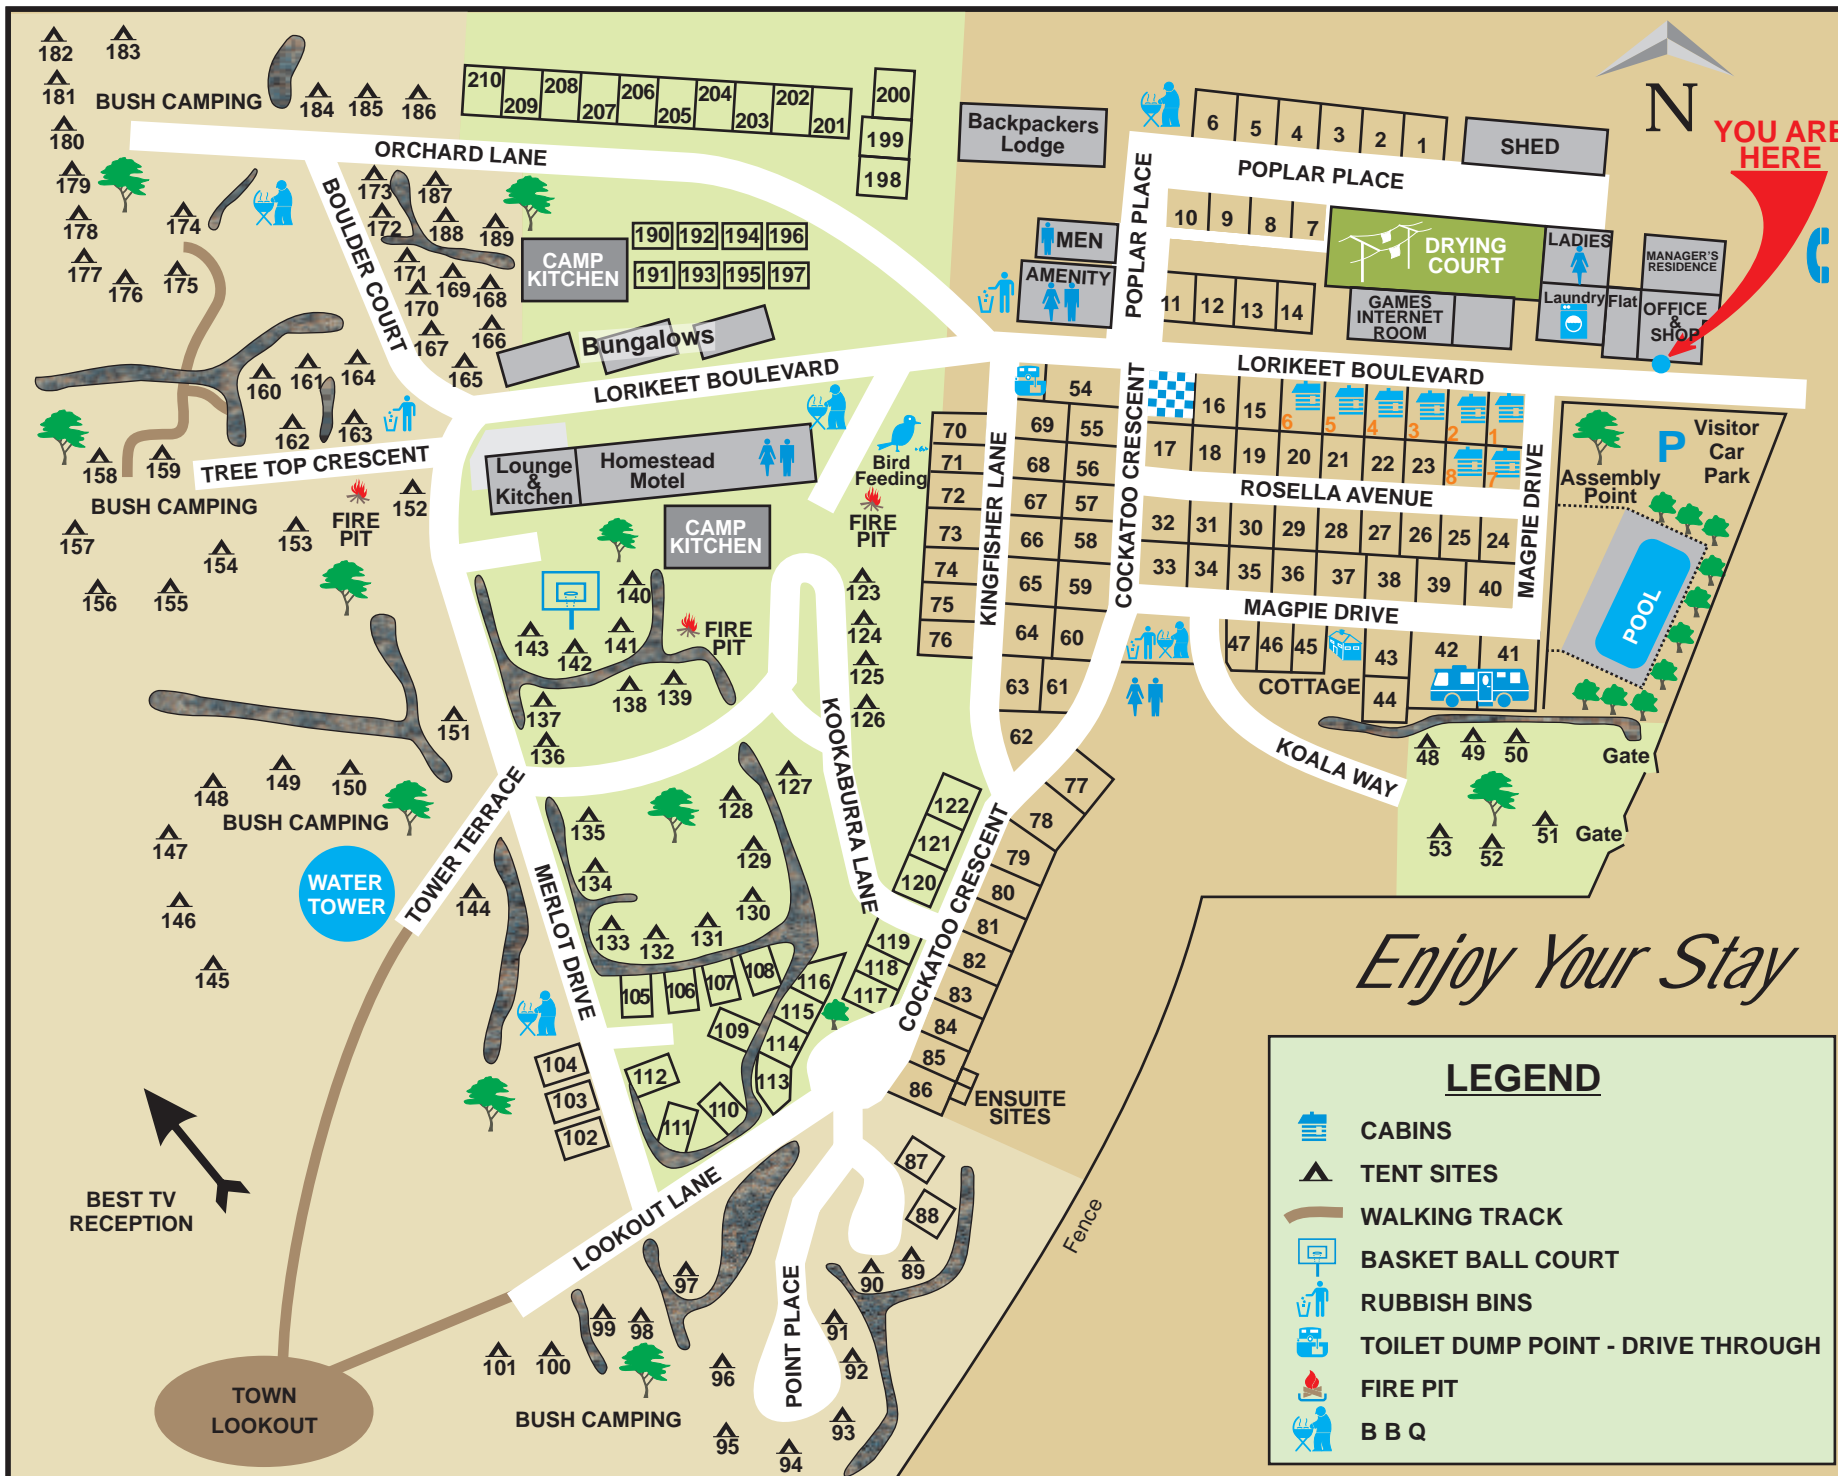 182
183
181
BUSH CAMPING
184
185
186
180
210
209
208
207
206
205
204
203
202
201
200
199
198
ORCHARD LANE
Backpackers
Lodge
6
5
4
3
2
1
SHED
N
YOU ARE
HERE
POPLAR PLACE
POPLAR PLACE
179
178
177
176
175
174
173
172
187
188
189
171
170
169
168
167
166
165
BOULDER COURT
CAMP
KITCHEN
190
192
194
196
191
193
195
197
Bungalows
MEN
AMENITY
10
9
8
7
11
12
13
14
DRYING
COURT
GAMES
INTERNET
ROOM
LADIES
Laundry
Flat
MANAGER'S
RESIDENCE
OFFICE
&
SHOP
LORIKEET BOULEVARD
LORIKEET BOULEVARD
160
161
164
162
163
158
159
TREE TOP CRESCENT
BUSH CAMPING
FIRE
PIT
152
157
153
154
156
155
Lounge
&
Kitchen
Homestead
Motel
CAMP
KITCHEN
Bird
Feeding
FIRE
PIT
54
69
55
68
56
67
57
66
58
65
59
64
60
63
61
62
70
71
72
73
74
75
76
KINGFISHER LANE
COCKATOO CRESCENT
16
15
6
5
4
3
2
1
17
18
19
20
21
22
23
8
7
ROSELLA AVENUE
32
31
30
29
28
27
26
25
24
33
34
35
36
37
38
39
40
MAGPIE DRIVE
MAGPIE DRIVE
47
46
45
43
44
42
41
COTTAGE
KOALA WAY
Assembly
Point
P
Visitor
Car
Park
POOL
48
49
50
Gate
51
Gate
53
52
140
143
142
141
FIRE
PIT
139
138
137
136
123
124
125
126
KOOKABURRA LANE
151
149
150
148
BUSH CAMPING
147
146
145
WATER
TOWER
TOWER TERRACE
144
MERLOT DRIVE
127
128
129
130
131
132
133
134
135
122
121
120
119
118
117
116
115
114
113
105
106
107
108
109
112
111
110
104
103
102
COCKATOO CRESCENT
77
78
79
80
81
82
83
84
85
86
ENSUITE
SITES
87
88
89
90
91
92
93
94
95
96
97
98
99
100
101
LOOKOUT LANE
POINT PLACE
BUSH CAMPING
Fence
BEST TV
RECEPTION
TOWN
LOOKOUT
Enjoy Your Stay
LEGEND
CABINS
TENT SITES
WALKING TRACK
BASKET BALL COURT
RUBBISH BINS
TOILET DUMP POINT - DRIVE THROUGH
FIRE PIT
B B Q